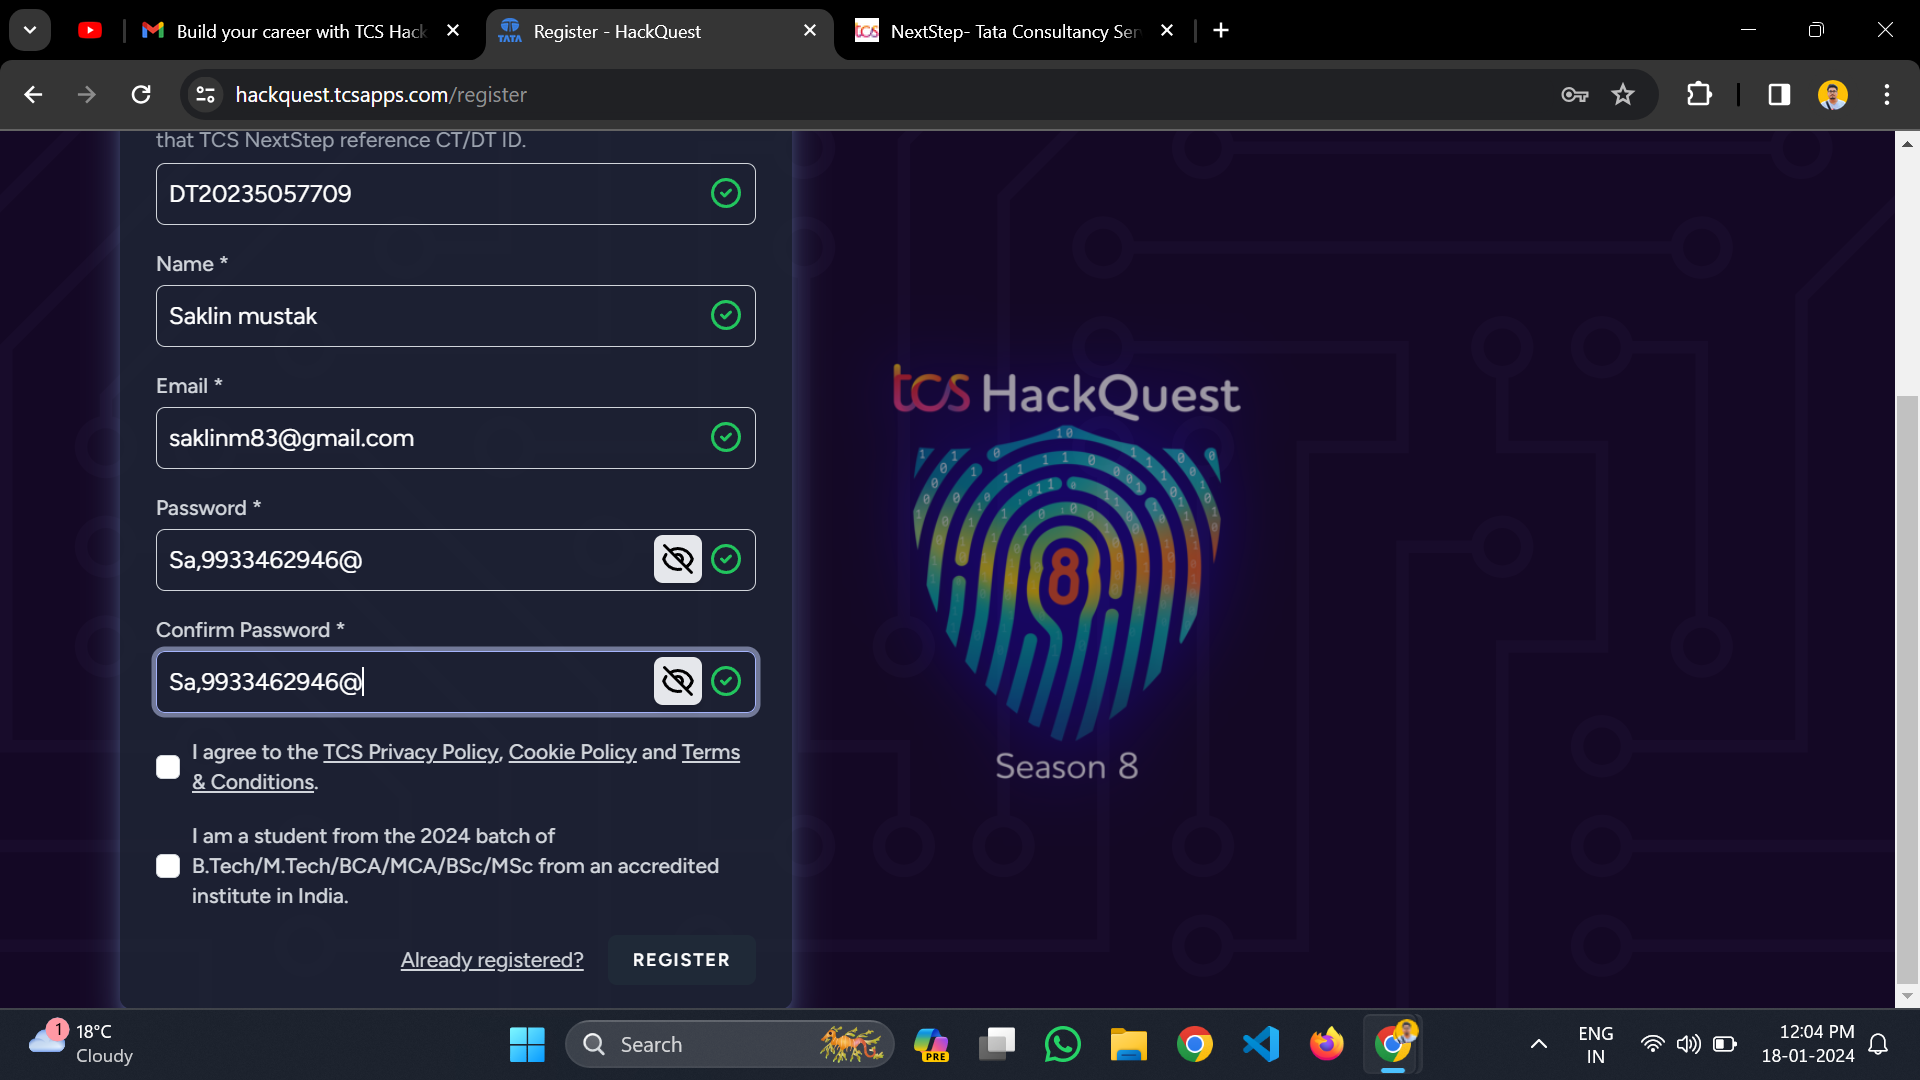 Build your career with TCS Hack
Register - HackQuest
NextStep- Tata Consultancy Ser
hackquest.tcsapps.com/register
that TCS NextStep reference CT/DT ID.
DT20235057709
Name *
Saklin mustak
Email *
saklinm83@gmail.com
Password *
Sa,9933462946@
Confirm Password *
Sa,9933462946@
I agree to the TCS Privacy Policy, Cookie Policy and Terms
& Conditions.
I am a student from the 2024 batch of
B.Tech/M.Tech/BCA/MCA/BSc/MSc from an accredited
institute in India.
Already registered?
REGISTER
tcs HackQuest
8
Season 8
1
18°C
Cloudy
Search
PRE
ENG
IN
12:04 PM
18-01-2024